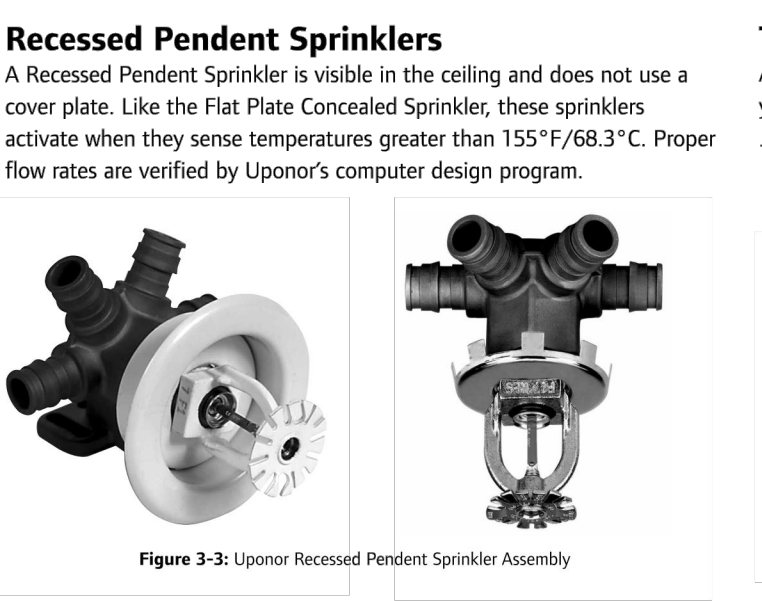 Recessed Pendent Sprinklers
A Recessed Pendent Sprinkler is visible in the ceiling and does not use a
cover plate. Like the Flat Plate Concealed Sprinkler, these sprinklers
activate when they sense temperatures greater than 155°F/68.3°C. Proper
flow rates are verified by Uponor's computer design program.
Figure 3-3: Uponor Recessed Pendent Sprinkler Assembly